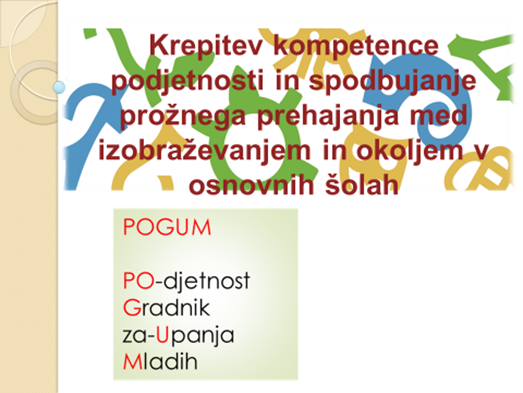 Krepitev kompetence
podjetnosti in spodbujanje
prožnega prehajanja med
izobraževanjem in okoljem v
osnovnih šolah
POGUM
PO-djetnost
Gradnik
za-Upanja
Mladih